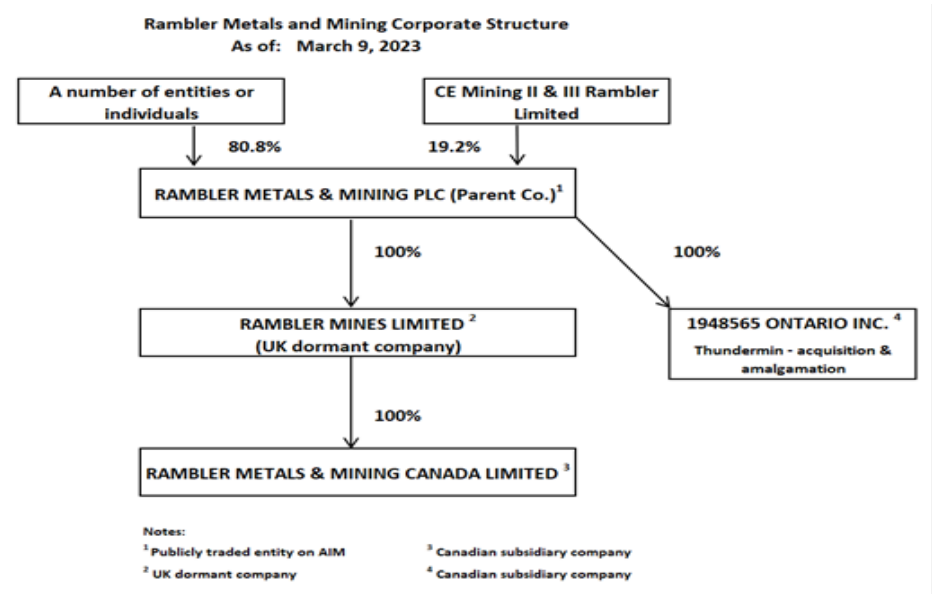 Rambler Metals and Mining Corporate Structure
As of: March 9, 2023
A number of entities or
individuals
CE Mining II & III Rambler
Limited
80.8%
19.2%
RAMBLER METALS & MINING PLC (Parent Co.)¹
100%
100%
RAMBLER MINES LIMITED ²
(UK dormant company)
1948565 ONTARIO INC. ⁴
Thundermin - acquisition &
amalgamation
100%
RAMBLER METALS & MINING CANADA LIMITED ³
Notes:
¹ Publicly traded entity on AIM
³ Canadian subsidiary company
² UK dormant company
⁴ Canadian subsidiary company